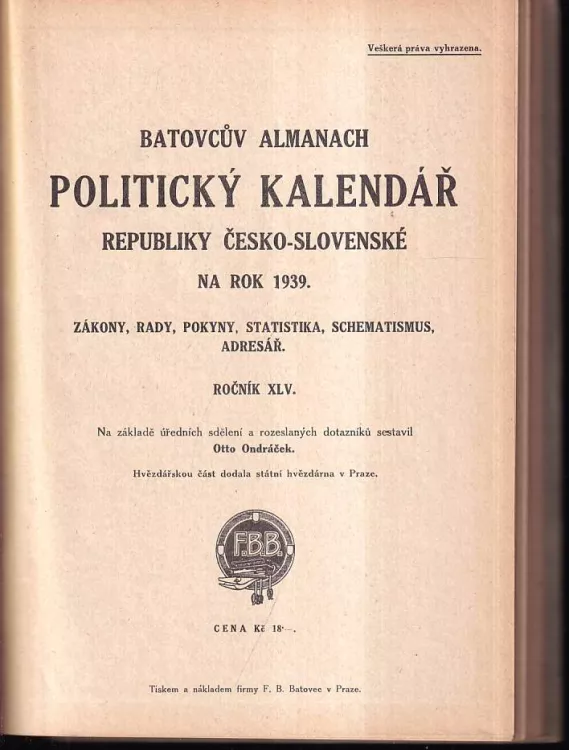 Veškerá práva vyhrazena.
BATOVCŮV ALMANACH
POLITICKÝ KALENDÁŘ
REPUBLIKY ČESKO-SLOVENSKÉ
NA ROK 1939.
ZÁKONY, RADY, POKYNY, STATISTIKA, SCHEMATISMUS,
ADRESÁŘ.
ROČNÍK XLV.
Na základě úředních sdělení a rozeslaných dotazníků sestavil
Otto Ondráček.
Hvězdářskou část dodala státní hvězdárna v Praze.
F.B.B.
CENA Kč 18·—.
Tiskem a nákladem firmy F. B. Batovec v Praze.